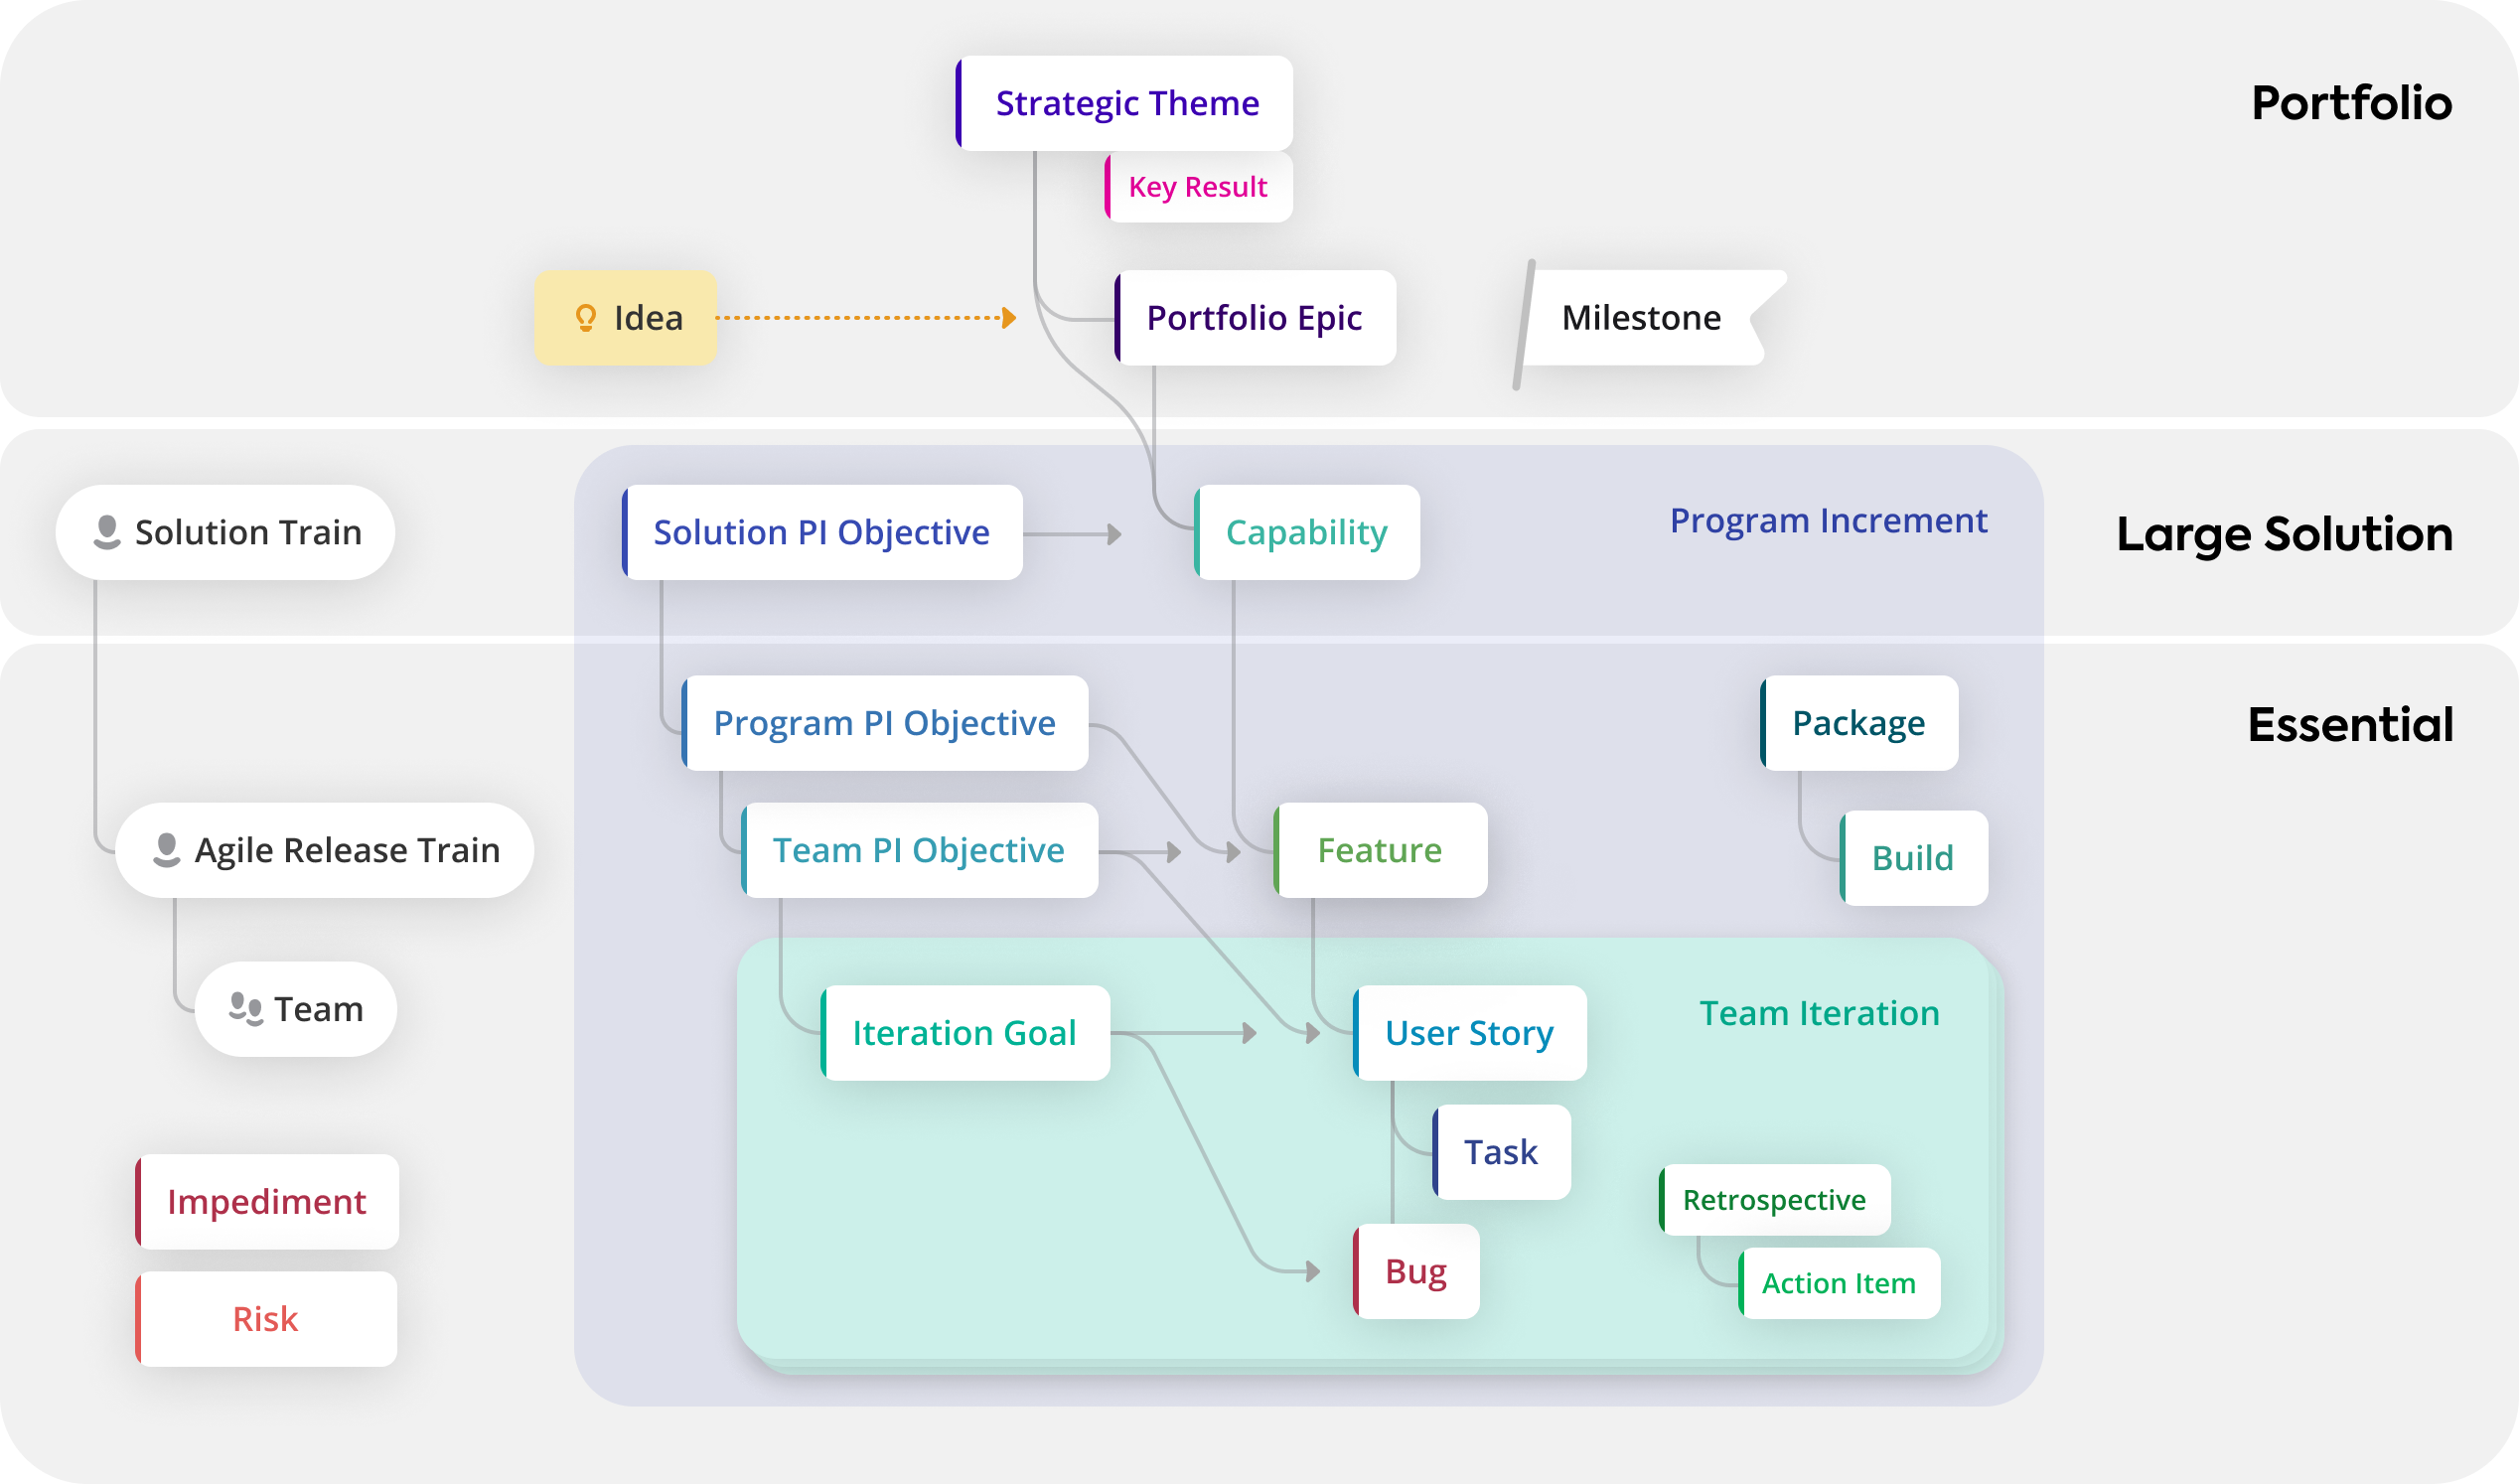 Strategic Theme
Portfolio
Key Result
Idea
Portfolio Epic
Milestone
Solution Train
Solution PI Objective
Capability
Program Increment
Large Solution
Program PI Objective
Package
Essential
Agile Release Train
Team PI Objective
Feature
Build
Team
Iteration Goal
User Story
Team Iteration
Task
Impediment
Retrospective
Bug
Action Item
Risk